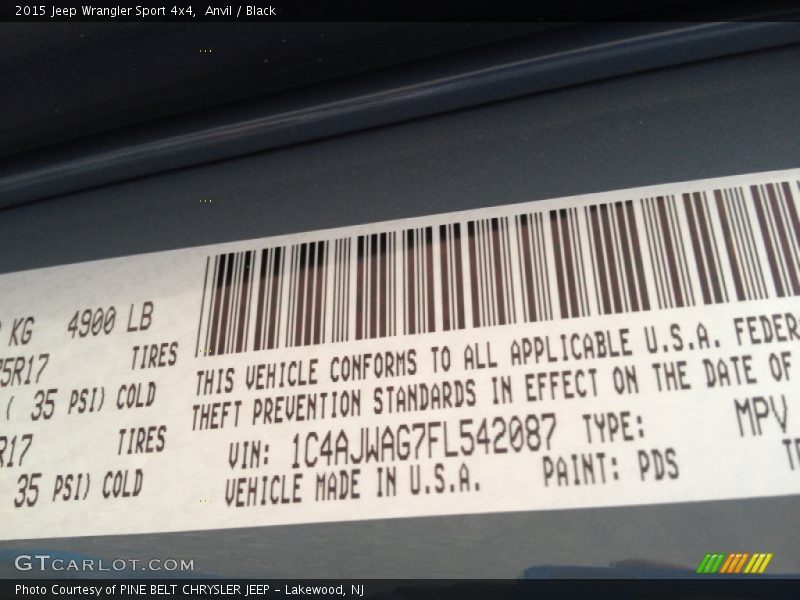 2015 Jeep Wrangler Sport 4x4,  Anvil / Black
KG 4900 LB
5R17 TIRES
( 35 PSI) COLD
R17 TIRES
35 PSI) COLD
THIS VEHICLE CONFORMS TO ALL APPLICABLE U.S.A. FEDER
THEFT PREVENTION STANDARDS IN EFFECT ON THE DATE OF
VIN: 1C4AJWAG7FL542087 TYPE: MPV
VEHICLE MADE IN U.S.A. PAINT: PDS
GTCARLOT.COM
Photo Courtesy of PINE BELT CHRYSLER JEEP – Lakewood, NJ